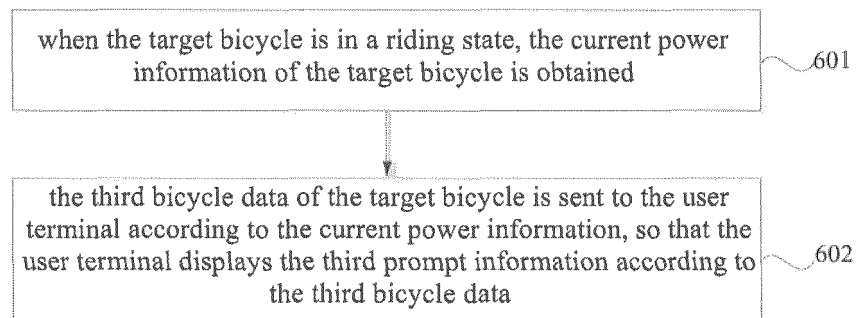 when the target bicycle is in a riding state, the current power
information of the target bicycle is obtained
601
the third bicycle data of the target bicycle is sent to the user
terminal according to the current power information, so that the
user terminal displays the third prompt information according to
the third bicycle data
602